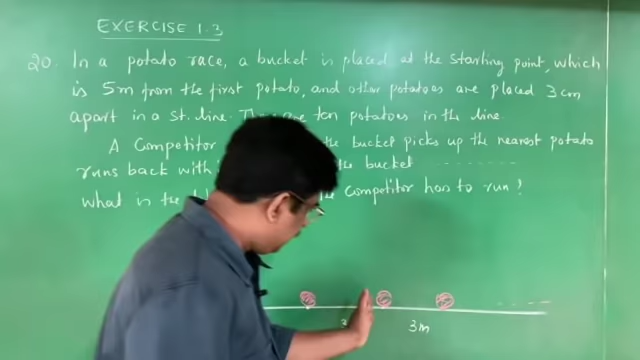 EXERCISE 1.3
20. In a potato race, a bucket is placed at the starting point, which
is 5m from the first potato, and other potatoes are placed 3 cm
apart in a st. line. are ten potatoes in the line
A Competitor the bucket picks up the nearest potato
runs back with the bucket -------
what is the the competitor has to run?
3
3m